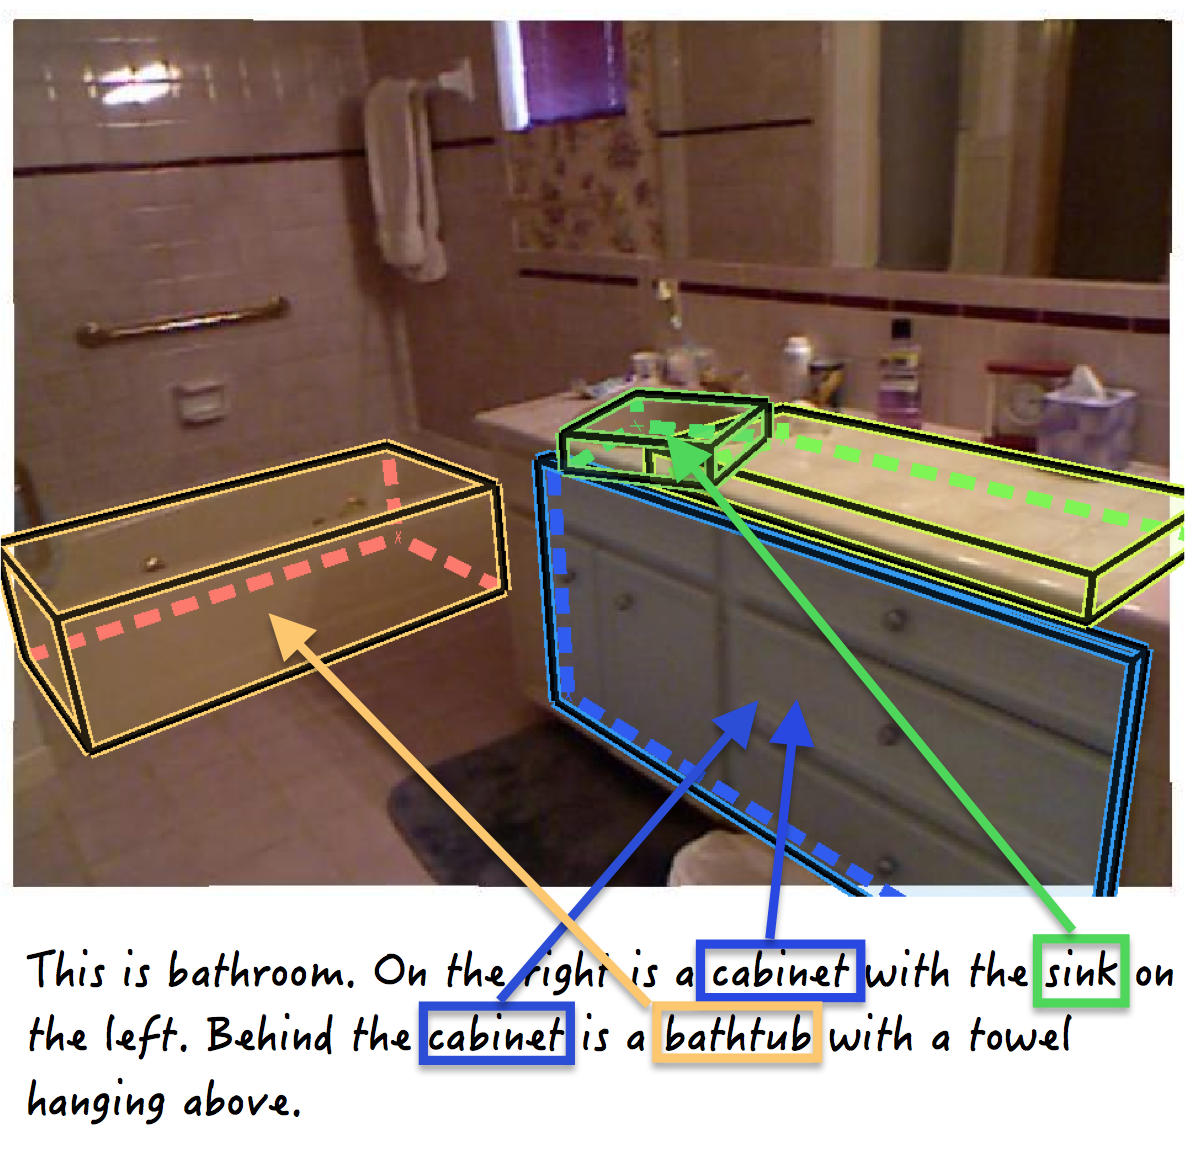 This is bathroom. On the right is a cabinet with the sink on
the left. Behind the cabinet is a bathtub with a towel
hanging above.